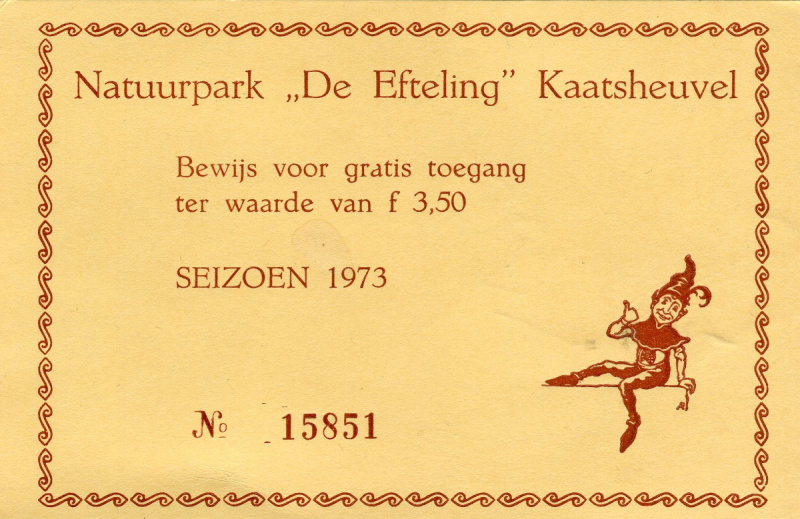 Natuurpark „De Efteling” Kaatsheuvel
Bewijs voor gratis toegang
ter waarde van f 3,50
SEIZOEN 1973
№ 15851